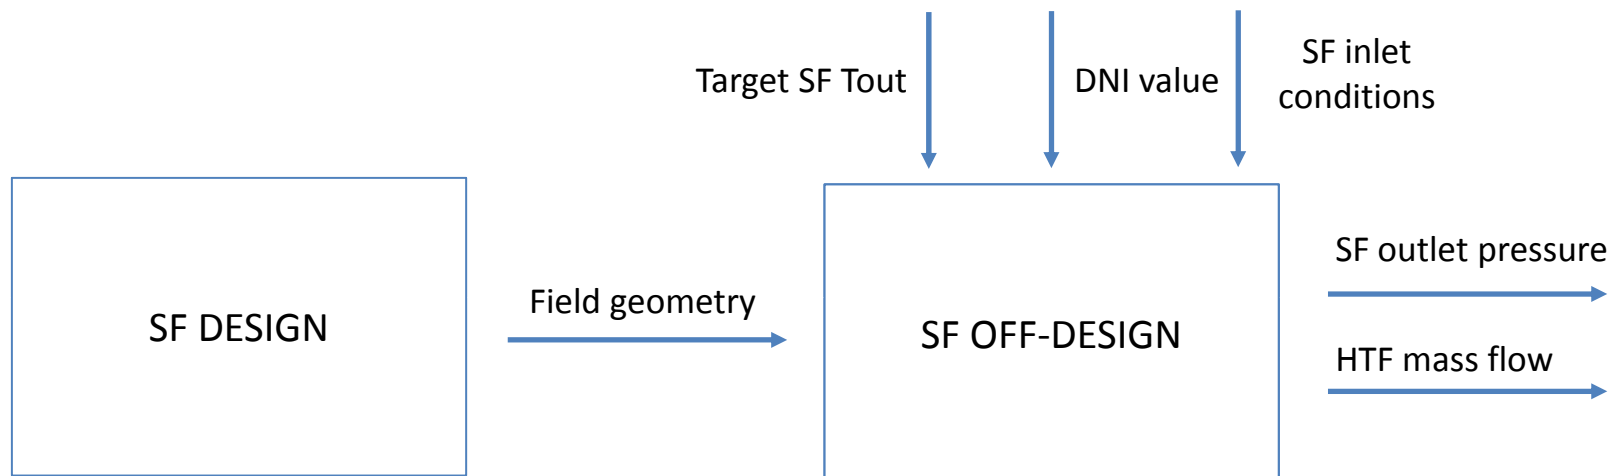 Target SF Tout
DNI value
SF inlet
conditions
SF DESIGN
Field geometry
SF OFF-DESIGN
SF outlet pressure
HTF mass flow